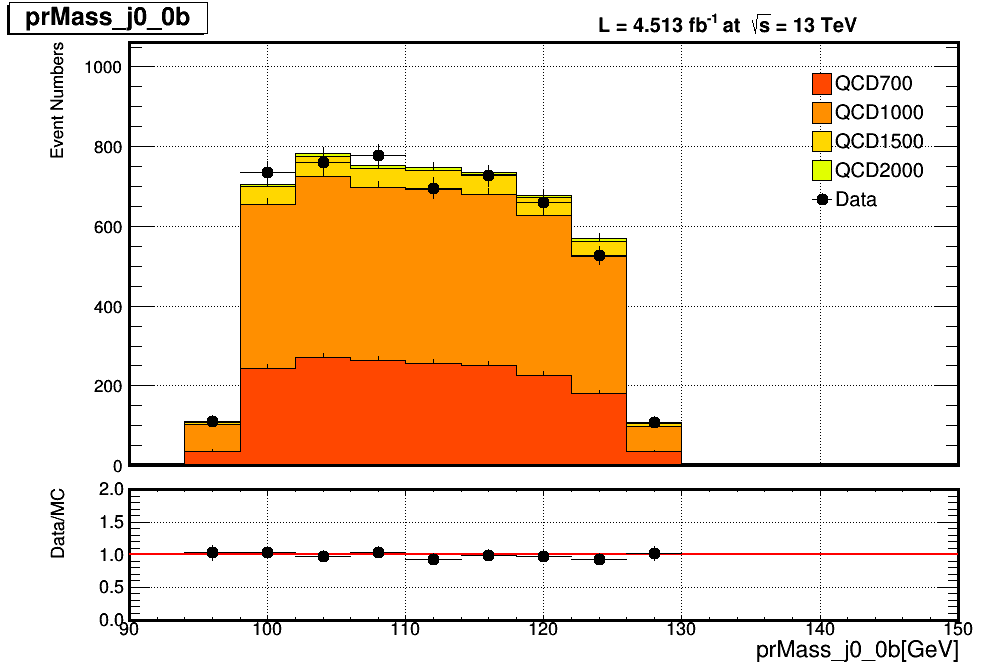 prMass_j0_0b
L = 4.513 fb⁻¹ at √s = 13 TeV
Event Numbers
1000
800
600
400
200
0
QCD700
QCD1000
QCD1500
QCD2000
Data
Data/MC
2.0
1.5
1.0
0.5
0.0
90 100 110 120 130 140 150
prMass_j0_0b[GeV]